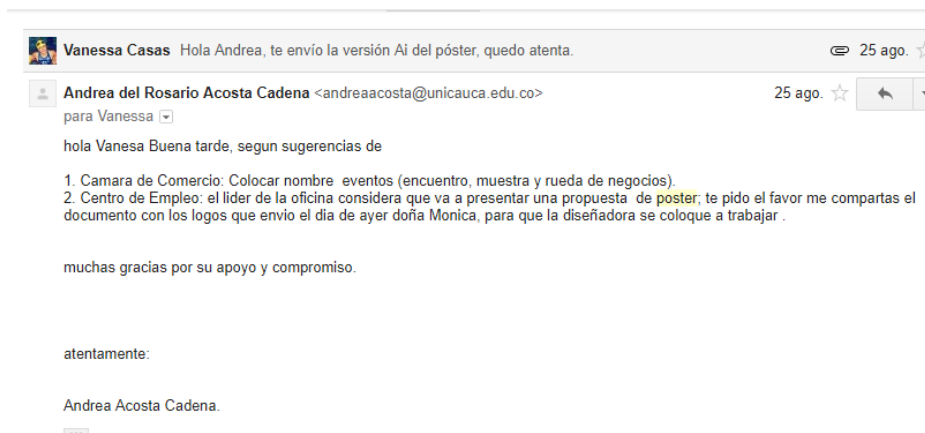 Vanessa Casas Hola Andrea, te envío la versión Ai del póster, quedo atenta. 25 ago.
Andrea del Rosario Acosta Cadena <andreaacosta@unicauca.edu.co> 25 ago.
para Vanessa
hola Vanesa Buena tarde, segun sugerencias de
1. Camara de Comercio: Colocar nombre eventos (encuentro, muestra y rueda de negocios).
2. Centro de Empleo: el lider de la oficina considera que va a presentar una propuesta de poster; te pido el favor me compartas el
documento con los logos que envio el dia de ayer doña Monica, para que la diseñadora se coloque a trabajar .
muchas gracias por su apoyo y compromiso.
atentamente:
Andrea Acosta Cadena.